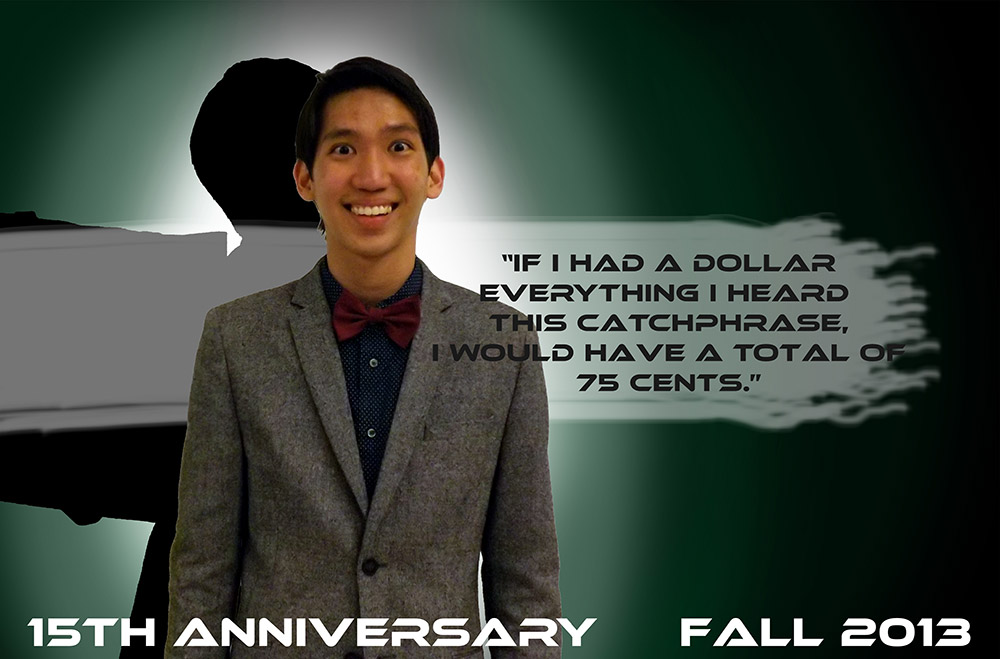 “IF I HAD A DOLLAR
EVERYTHING I HEARD
THIS CATCHPHRASE,
I WOULD HAVE A TOTAL OF
75 CENTS.”
15TH ANNIVERSARY FALL 2013